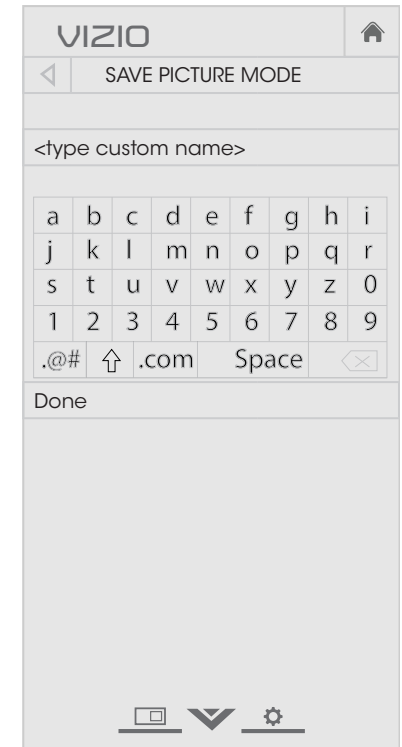 VIZIO
SAVE PICTURE MODE
<type custom name>
a b c d e f g h i
j k l m n o p q r
s t u v w x y z 0
1 2 3 4 5 6 7 8 9
.@# .com Space
Done